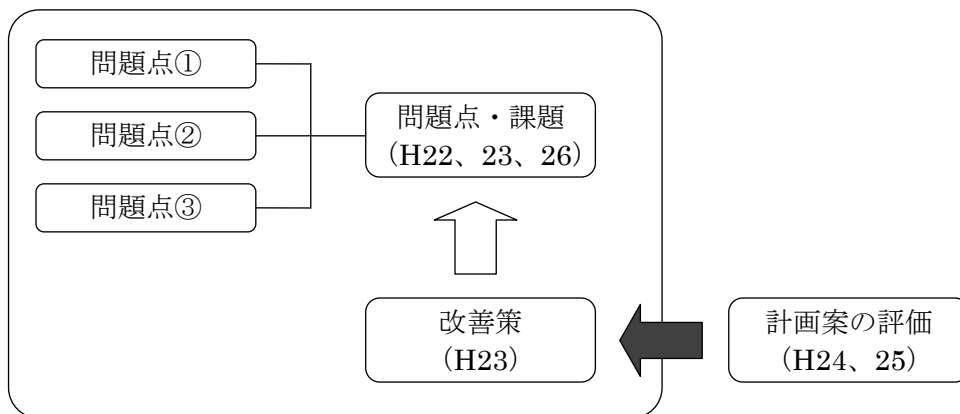 問題点①
問題点②
問題点③
問題点・課題
（H22、23、26）
改善策
（H23）
計画案の評価
（H24、25）